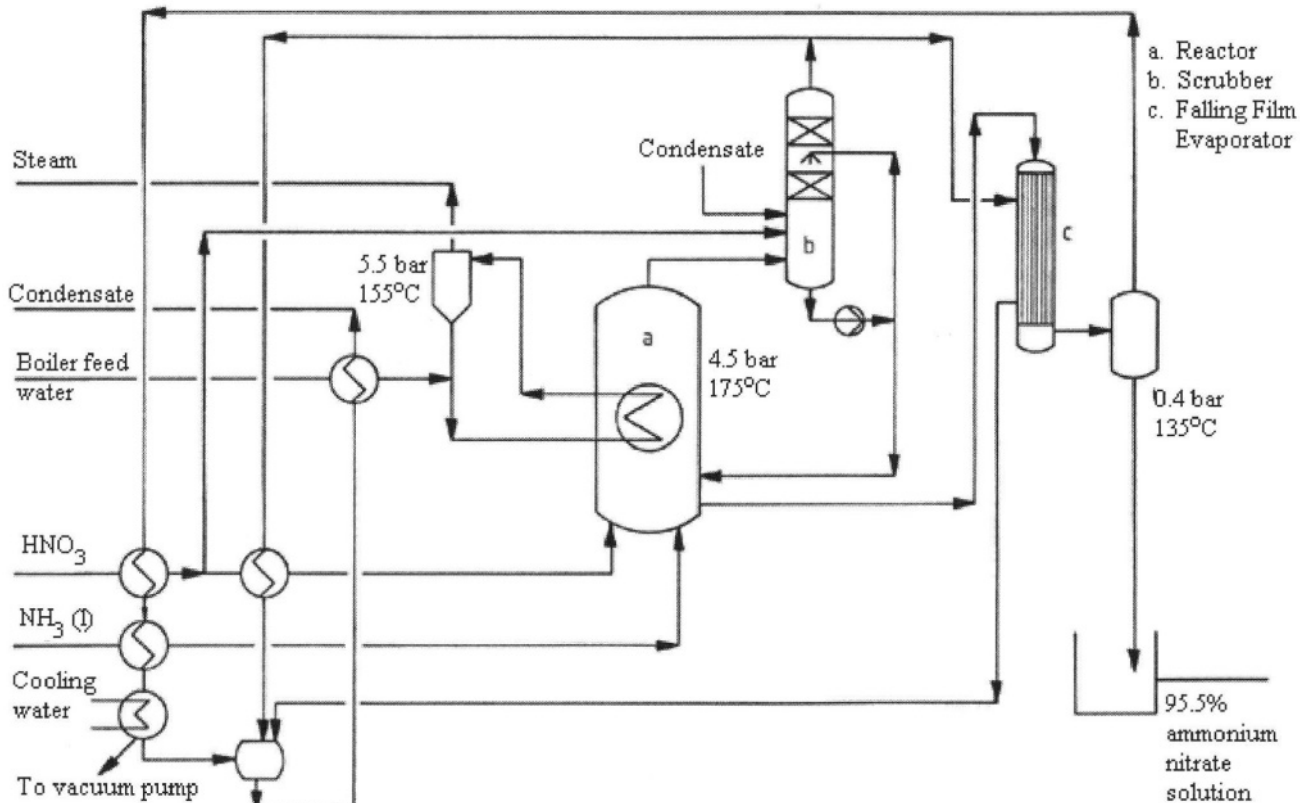 a. Reactor
b. Scrubber
c. Falling Film
Evaporator
Steam
Condensate
b
c
5.5 bar
155°C
Condensate
a
4.5 bar
175°C
Boiler feed
water
0.4 bar
135°C
HNO3
NH3 (l)
Cooling
water
95.5%
ammonium
nitrate
solution
To vacuum pump